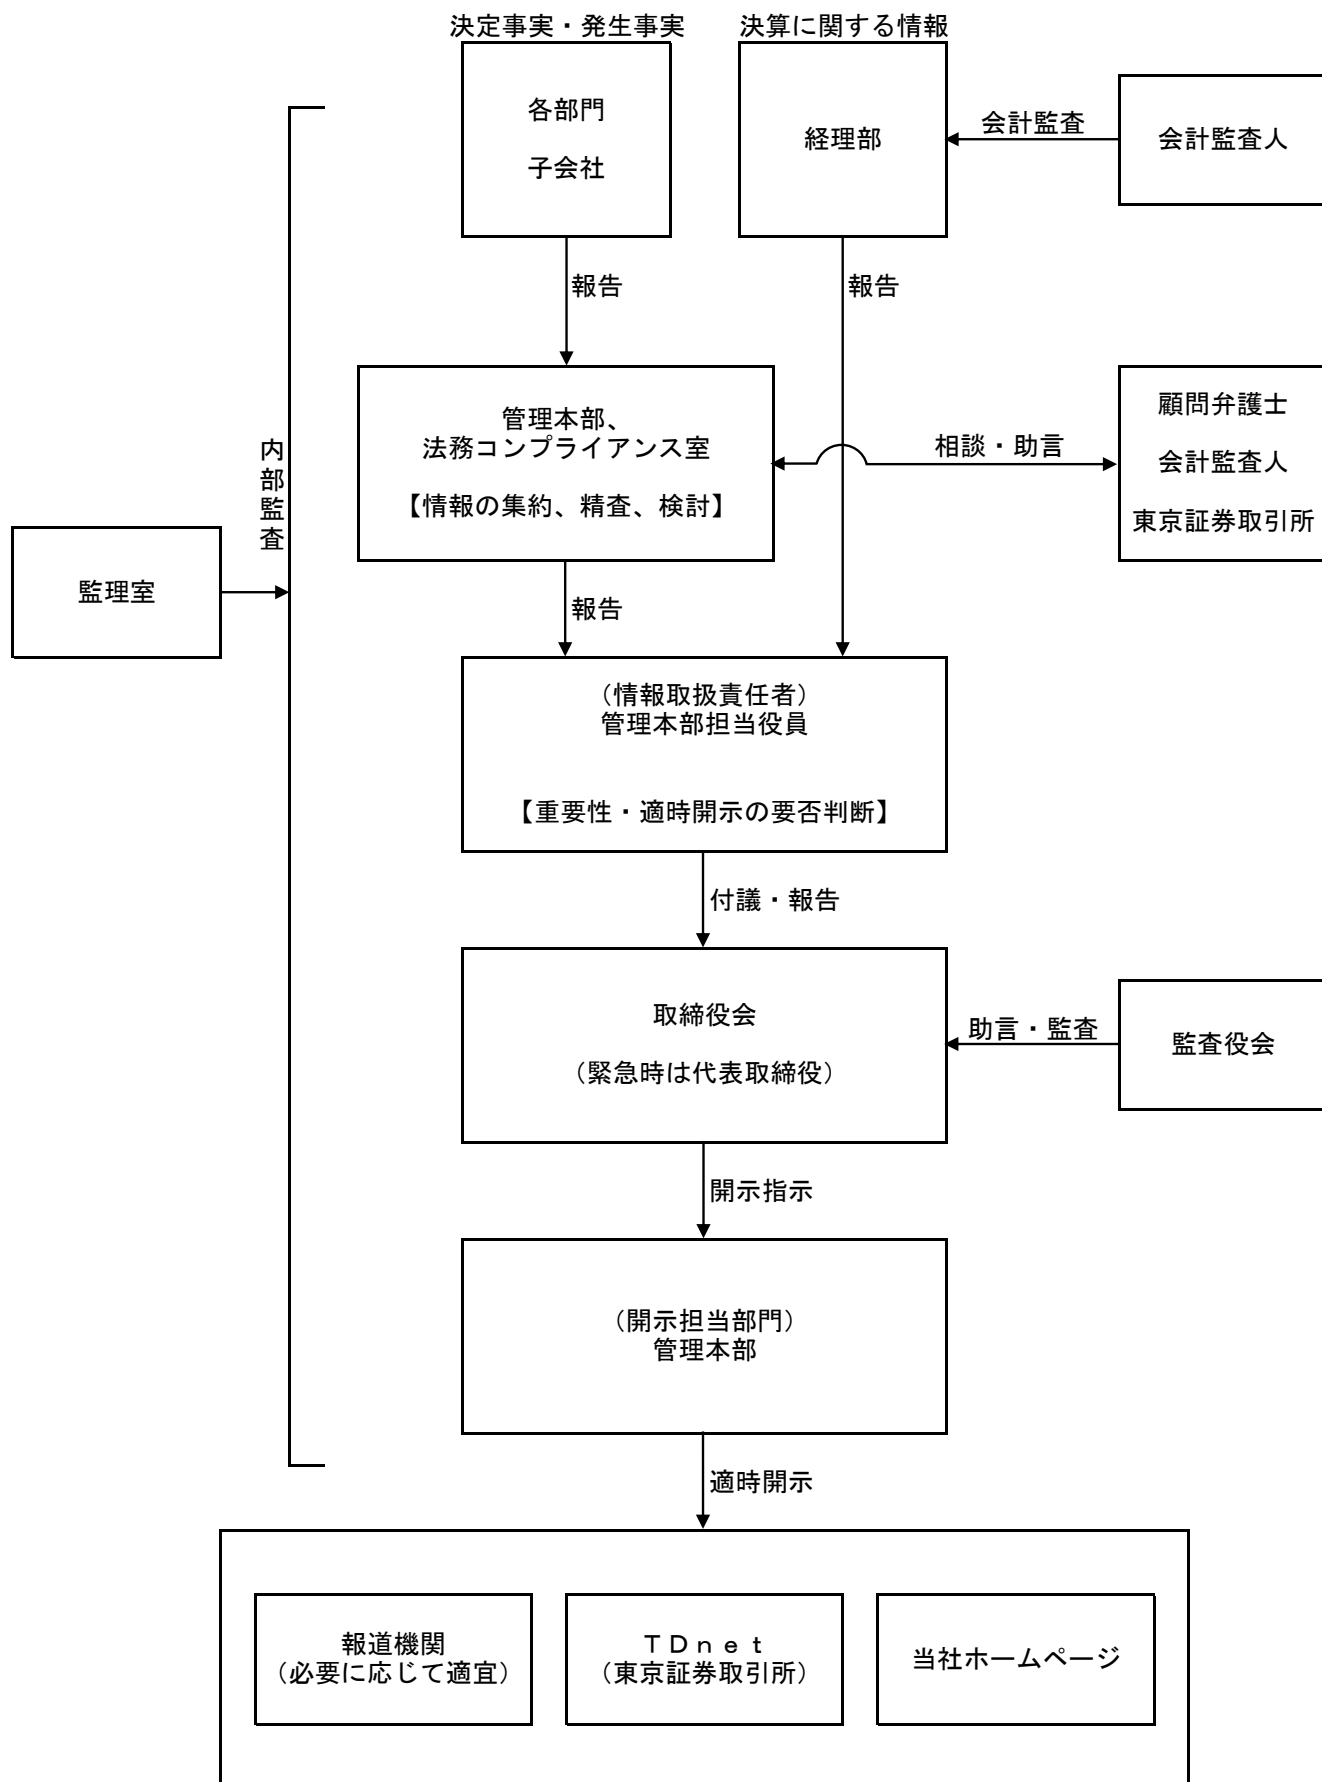 決定事実・発生事実
決算に関する情報
各部門
子会社
経理部
会計監査
会計監査人
報告
報告
管理本部、
法務コンプライアンス室
【情報の集約、精査、検討】
相談・助言
顧問弁護士
会計監査人
東京証券取引所
内部監査
監理室
報告
（情報取扱責任者）
管理本部担当役員
【重要性・適時開示の要否判断】
付議・報告
取締役会
（緊急時は代表取締役）
助言・監査
監査役会
開示指示
（開示担当部門）
管理本部
適時開示
報道機関
（必要に応じて適宜）
ＴＤｎｅｔ
（東京証券取引所）
当社ホームページ